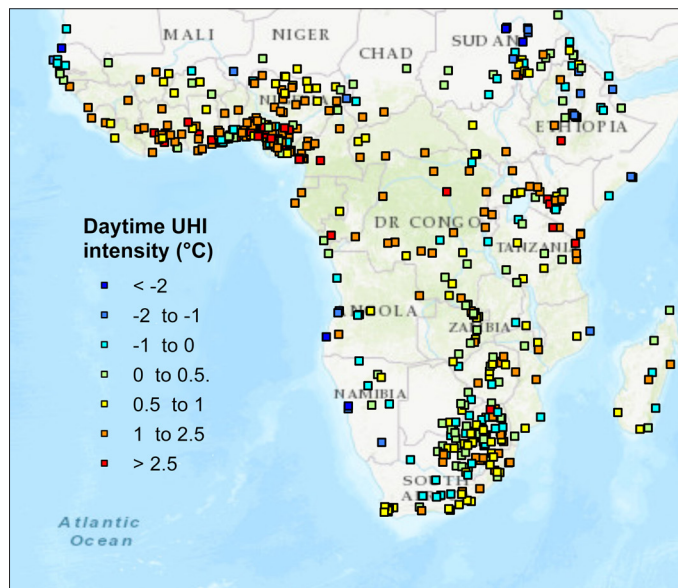 MALI
NIGER
CHAD
SUDAN
NIGERIA
ETHIOPIA
DR CONGO
TANZANIA
ANGOLA
ZAMBIA
NAMIBIA
SOUTH
AFRICA
Daytime UHI
intensity (°C)
< -2
-2 to -1
-1 to 0
0 to 0.5.
0.5 to 1
1 to 2.5
> 2.5
Atlantic
Ocean